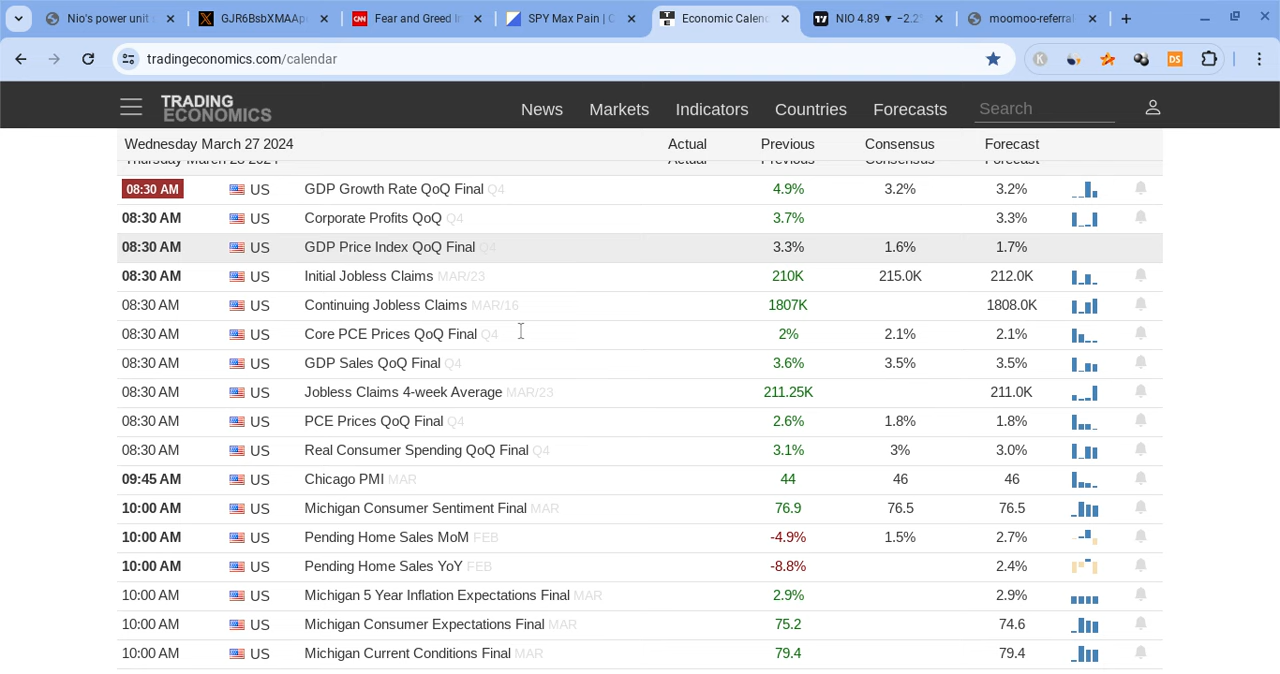 Nio's power unit
GJR6BsbXMAAp
Fear and Greed I
SPY Max Pain | C
Economic Calend
NIO 4.89 ▼ −2.2
moomoo-referral
tradingeconomics.com/calendar
K
DS
TRADING ECONOMICS
News Markets Indicators Countries Forecasts Search
Wednesday March 27 2024 Actual Previous Consensus Forecast
Thursday March 28 2024 Actual Previous Consensus Forecast
08:30 AM US GDP Growth Rate QoQ Final Q4 4.9% 3.2% 3.2%
08:30 AM US Corporate Profits QoQ Q4 3.7% 3.3%
08:30 AM US GDP Price Index QoQ Final Q4 3.3% 1.6% 1.7%
08:30 AM US Initial Jobless Claims MAR/23 210K 215.0K 212.0K
08:30 AM US Continuing Jobless Claims MAR/16 1807K 1808.0K
08:30 AM US Core PCE Prices QoQ Final Q4 2% 2.1% 2.1%
08:30 AM US GDP Sales QoQ Final Q4 3.6% 3.5% 3.5%
08:30 AM US Jobless Claims 4-week Average MAR/23 211.25K 211.0K
08:30 AM US PCE Prices QoQ Final Q4 2.6% 1.8% 1.8%
08:30 AM US Real Consumer Spending QoQ Final Q4 3.1% 3% 3.0%
09:45 AM US Chicago PMI MAR 44 46 46
10:00 AM US Michigan Consumer Sentiment Final MAR 76.9 76.5 76.5
10:00 AM US Pending Home Sales MoM FEB -4.9% 1.5% 2.7%
10:00 AM US Pending Home Sales YoY FEB -8.8% 2.4%
10:00 AM US Michigan 5 Year Inflation Expectations Final MAR 2.9% 2.9%
10:00 AM US Michigan Consumer Expectations Final MAR 75.2 74.6
10:00 AM US Michigan Current Conditions Final MAR 79.4 79.4